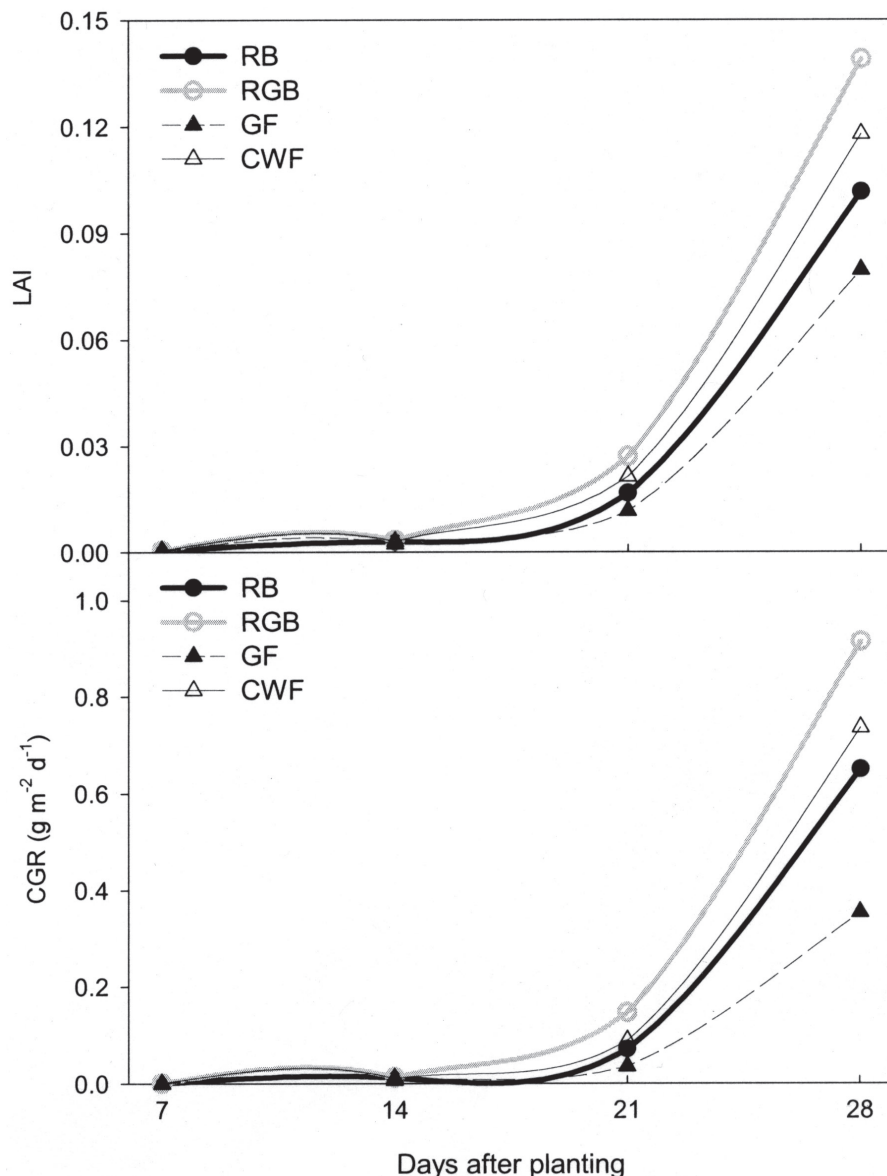 0.15
0.12
0.09
0.06
0.03
0.00
LAI
RB
RGB
GF
CWF
1.0
0.8
0.6
0.4
0.2
0.0
CGR (g m⁻² d⁻¹)
RB
RGB
GF
CWF
7 14 21 28
Days after planting